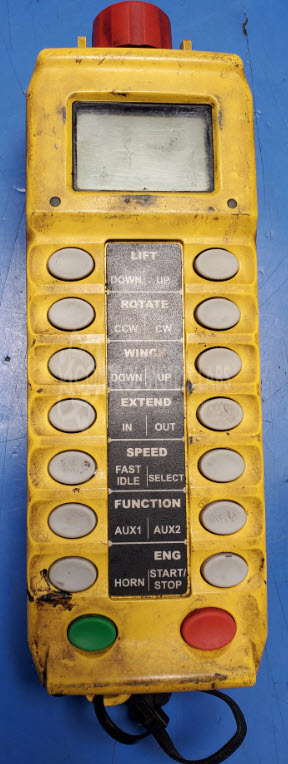 LIFT
DOWN UP
ROTATE
CCW CW
WINCH
DOWN UP
EXTEND
IN OUT
SPEED
FAST IDLE SELECT
FUNCTION
AUX1 AUX2
ENG
HORN START/STOP